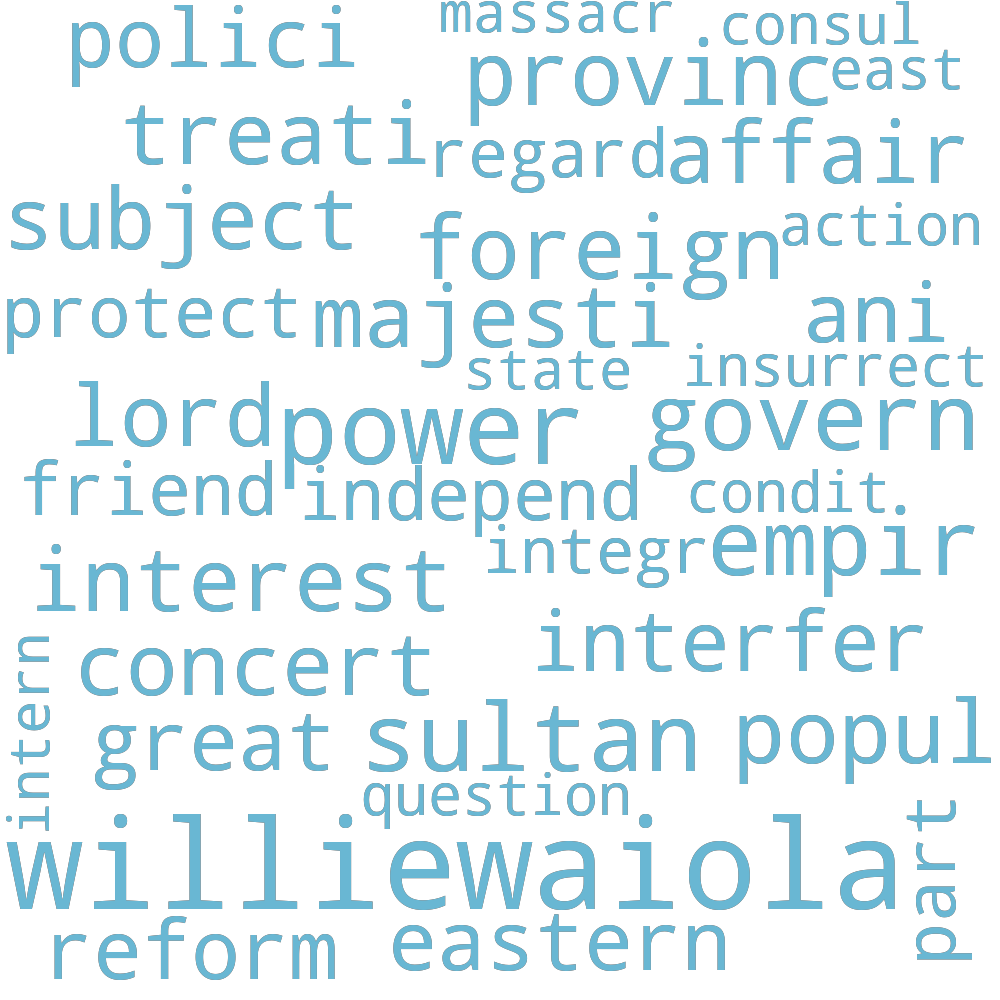 massacr
polici
consul
provinc
east
treati
regard
affair
subject
foreign
action
protect
majesti
ani
state
insurrect
lord
power
govern
friend
independ
condit
integr
empir
interest
interfer
intern
concert
great
sultan
popul
question
williewaiola
part
reform
eastern